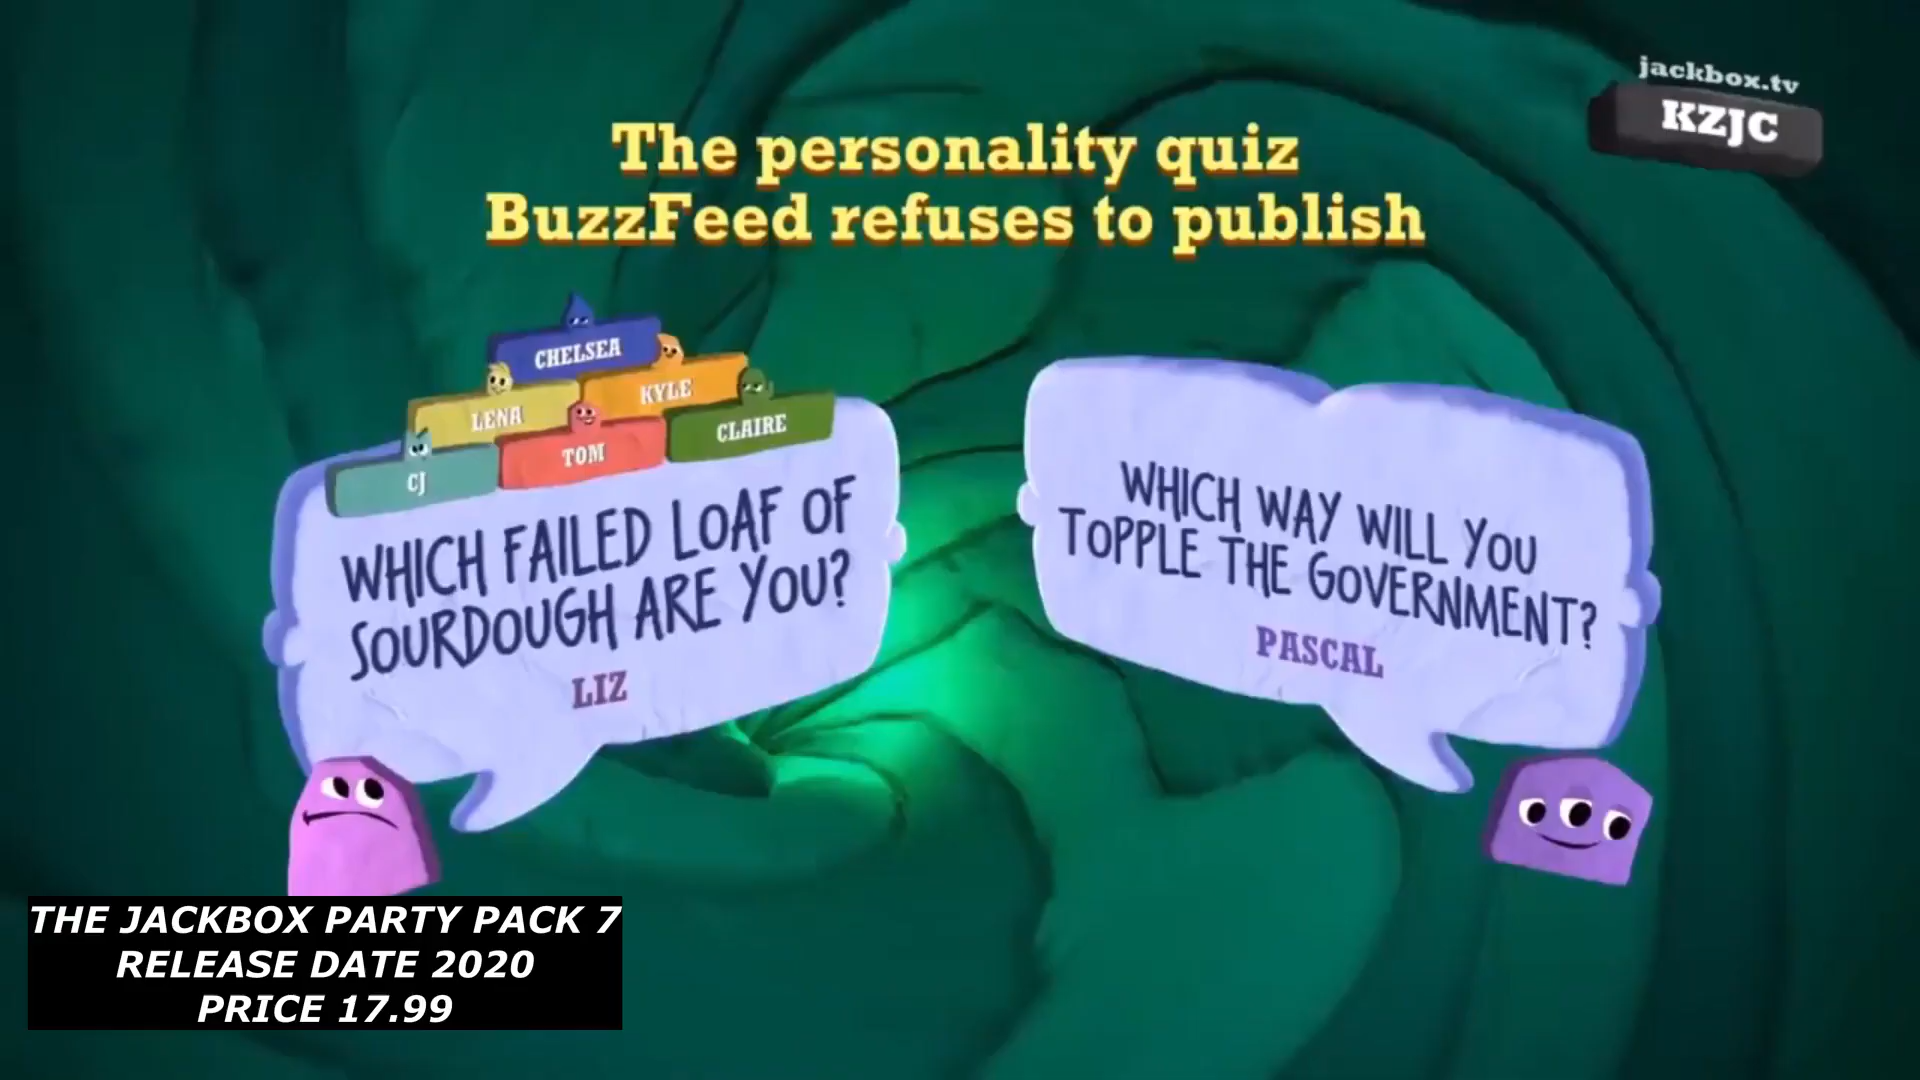 jackbox.tv
KZJC
The personality quiz
BuzzFeed refuses to publish
CHELSEA
LENA
KYLE
CJ
TOM
CLAIRE
WHICH FAILED LOAF OF
SOURDOUGH ARE YOU?
LIZ
WHICH WAY WILL YOU
TOPPLE THE GOVERNMENT?
PASCAL
THE JACKBOX PARTY PACK 7
RELEASE DATE 2020
PRICE 17.99